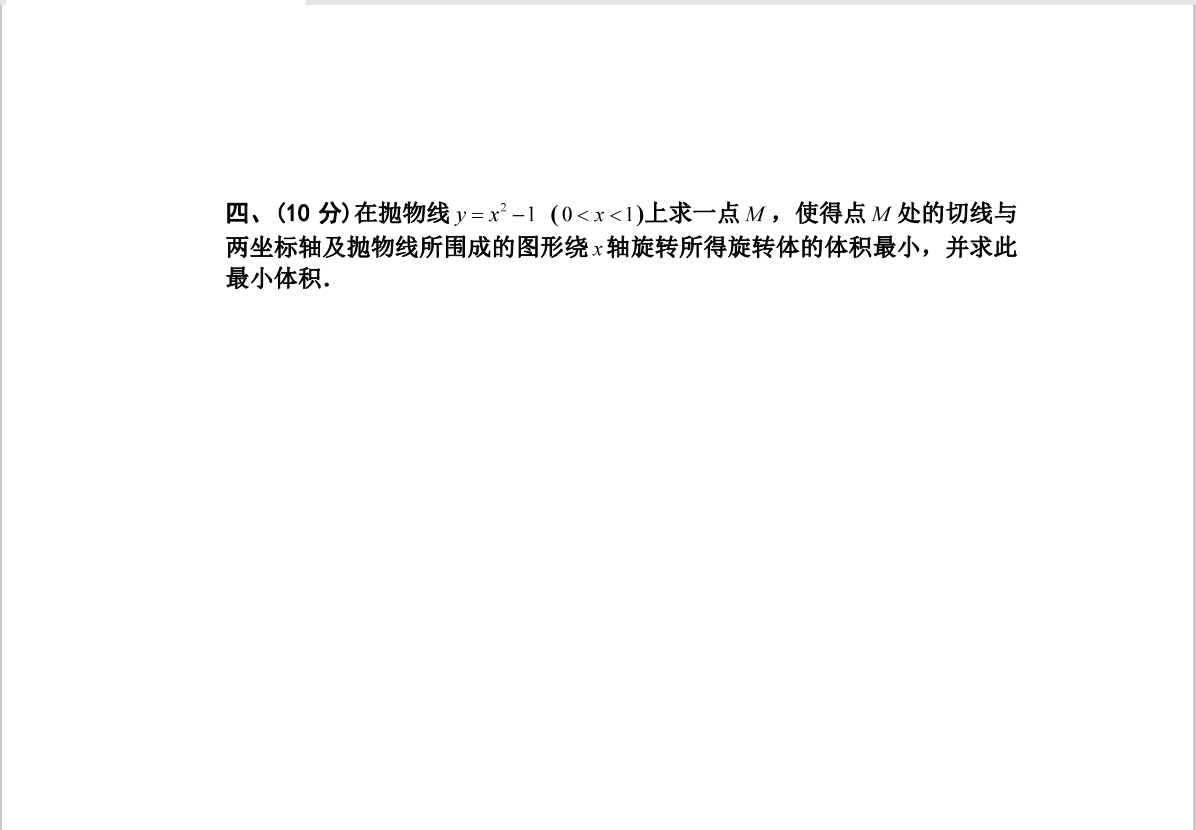 四、(10 分)在抛物线 y = x² −1 (0 < x < 1)上求一点 M ，使得点 M 处的切线与
两坐标轴及抛物线所围成的图形绕 x 轴旋转所得旋转体的体积最小，并求此
最小体积．